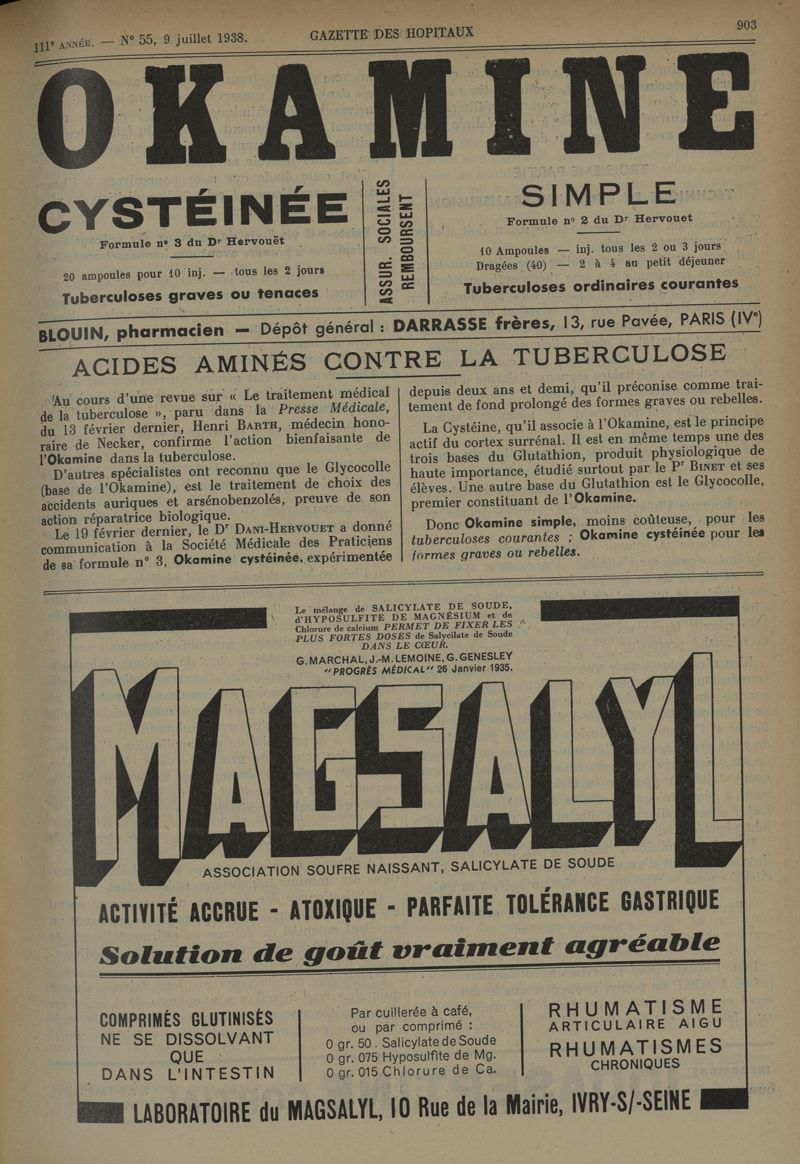 111e ANNÉE. — N° 55, 9 juillet 1938.
GAZETTE DES HOPITAUX
903
OKAMINE
CYSTÉINÉE
Formule n° 3 du Dr Hervouët
20 ampoules pour 10 inj. — tous les 2 jours
Tuberculoses graves ou tenaces
ASSUR. SOCIALES
REMBOURSENT
SIMPLE
Formule n° 2 du Dr Hervouet
10 Ampoules — inj. tous les 2 ou 3 jours
Dragées (40) — 2 à 4 au petit déjeuner
Tuberculoses ordinaires courantes
BLOUIN, pharmacien — Dépôt général : DARRASSE frères, 13, rue Pavée, PARIS (IVe)
ACIDES AMINÉS CONTRE LA TUBERCULOSE
Au cours d'une revue sur « Le traitement médical
de la tuberculose », paru dans la Presse Médicale,
du 13 février dernier, Henri BARTH, médecin hono-
raire de Necker, confirme l'action bienfaisante de
l'Okamine dans la tuberculose.
D'autres spécialistes ont reconnu que le Glycocolle
(base de l'Okamine), est le traitement de choix des
accidents auriques et arsénobenzolés, preuve de son
action réparatrice biologique.
Le 19 février dernier, le Dr DANI-HERVOUET a donné
communication à la Société Médicale des Praticiens
de sa formule n° 3, Okamine cystéinée, expérimentée
depuis deux ans et demi, qu'il préconise comme trai-
tement de fond prolongé des formes graves ou rebelles.
La Cystéine, qu'il associe à l'Okamine, est le principe
actif du cortex surrénal. Il est en même temps une des
trois bases du Glutathion, produit physiologique de
haute importance, étudié surtout par le Pr BINET et ses
élèves. Une autre base du Glutathion est le Glycocolle,
premier constituant de l'Okamine.
Donc Okamine simple, moins coûteuse, pour les
tuberculoses courantes ; Okamine cystéinée pour les
formes graves ou rebelles.
Le mélange de SALICYLATE DE SOUDE,
d'HYPOSULFITE DE MAGNÉSIUM et de
Chlorure de calcium PERMET DE FIXER LES
PLUS FORTES DOSES de Salycilate de Soude
DANS LE CŒUR.
G. MARCHAL, J.-M. LEMOINE, G. GENESLEY
"PROGRÈS MÉDICAL" 26 Janvier 1935.
MAGSALYL
ASSOCIATION SOUFRE NAISSANT, SALICYLATE DE SOUDE
ACTIVITÉ ACCRUE - ATOXIQUE - PARFAITE TOLÉRANCE GASTRIQUE
Solution de goût vraiment agréable
COMPRIMÉS GLUTINISÉS
NE SE DISSOLVANT
QUE
DANS L'INTESTIN
Par cuillerée à café,
ou par comprimé :
0 gr. 50 . Salicylate de Soude
0 gr. 075 Hyposulfite de Mg.
0 gr. 015 Chlorure de Ca.
RHUMATISME
ARTICULAIRE AIGU
RHUMATISMES
CHRONIQUES
LABORATOIRE du MAGSALYL, 10 Rue de la Mairie, IVRY-S/-SEINE